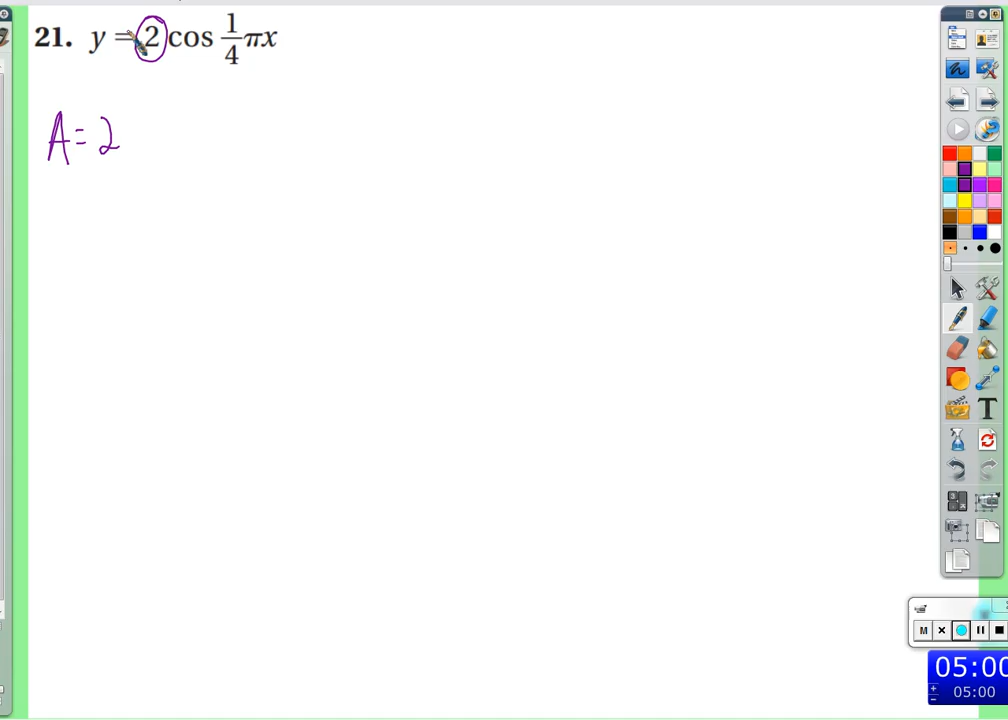 21. y = 2 cos 1/4 πx
A = 2
M
05:00
05:00